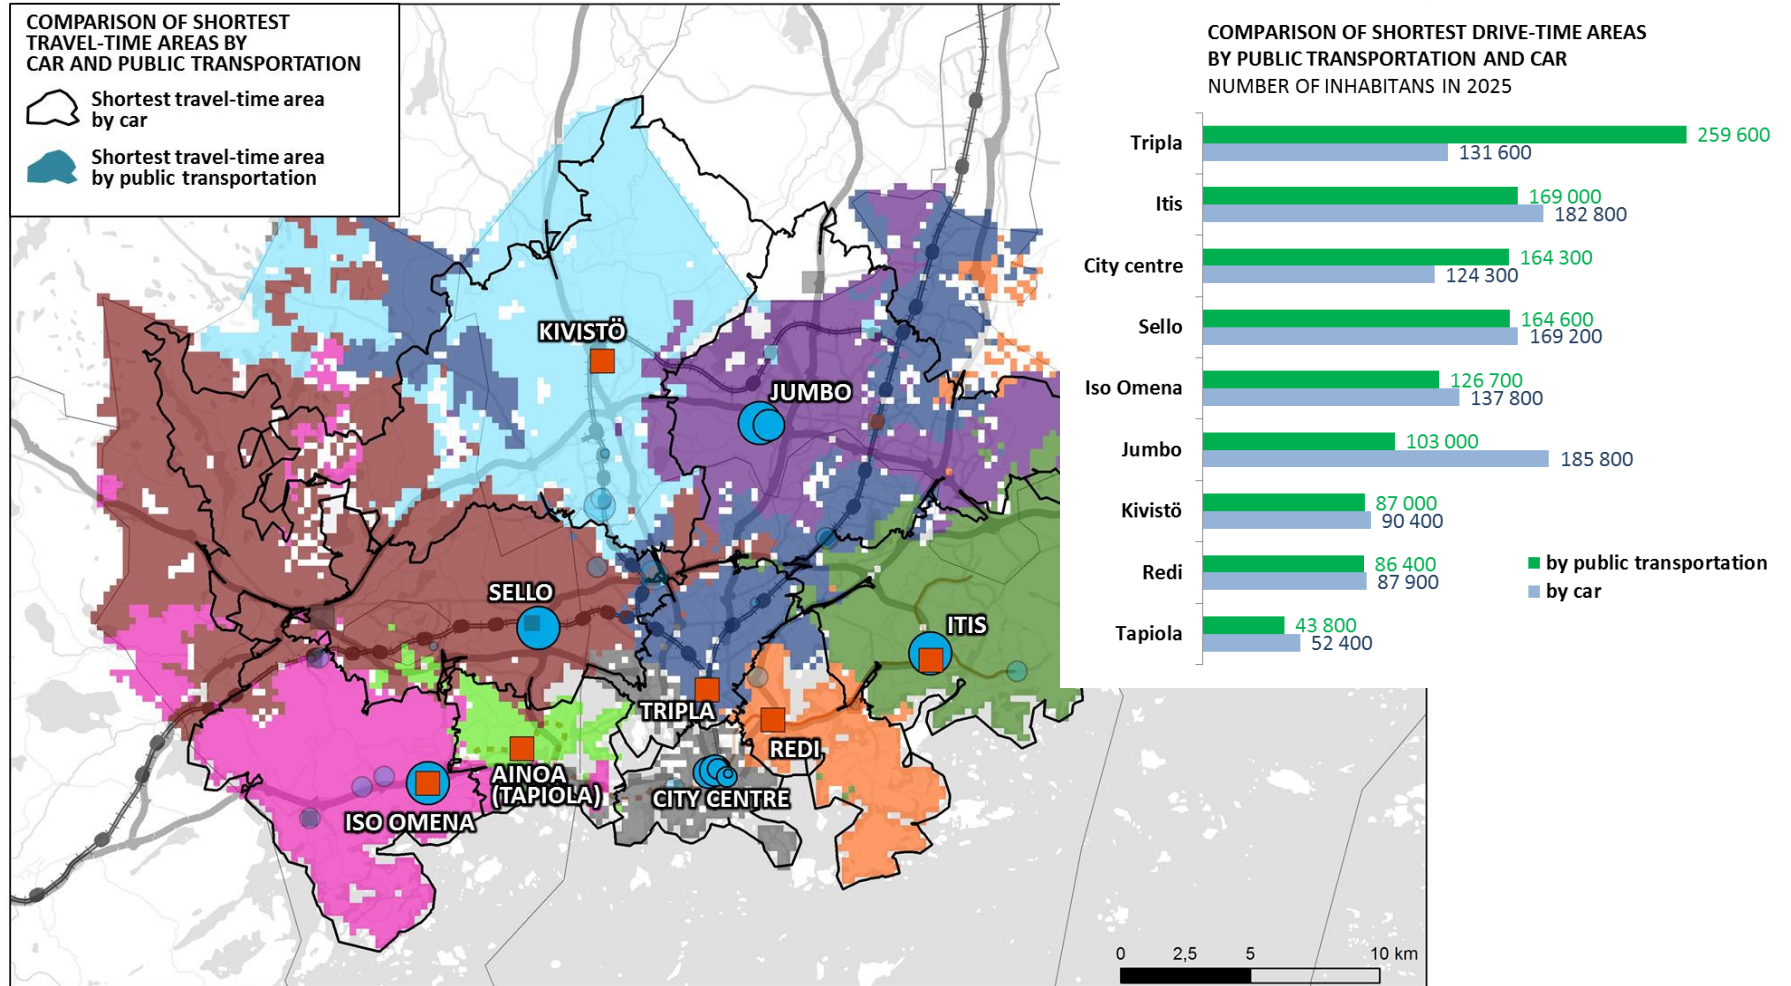 COMPARISON OF SHORTEST
TRAVEL-TIME AREAS BY
CAR AND PUBLIC TRANSPORTATION
Shortest travel-time area
by car
Shortest travel-time area
by public transportation
KIVISTÖ
JUMBO
SELLO
ITIS
TRIPLA
REDI
AINOA
(TAPIOLA)
CITY CENTRE
ISO OMENA
0 2,5 5 10 km
COMPARISON OF SHORTEST DRIVE-TIME AREAS
BY PUBLIC TRANSPORTATION AND CAR
NUMBER OF INHABITANS IN 2025
Tripla 259 600
131 600
Itis 169 000
182 800
City centre 164 300
124 300
Sello 164 600
169 200
Iso Omena 126 700
137 800
Jumbo 103 000
185 800
Kivistö 87 000
90 400
Redi 86 400
87 900
Tapiola 43 800
52 400
by public transportation
by car